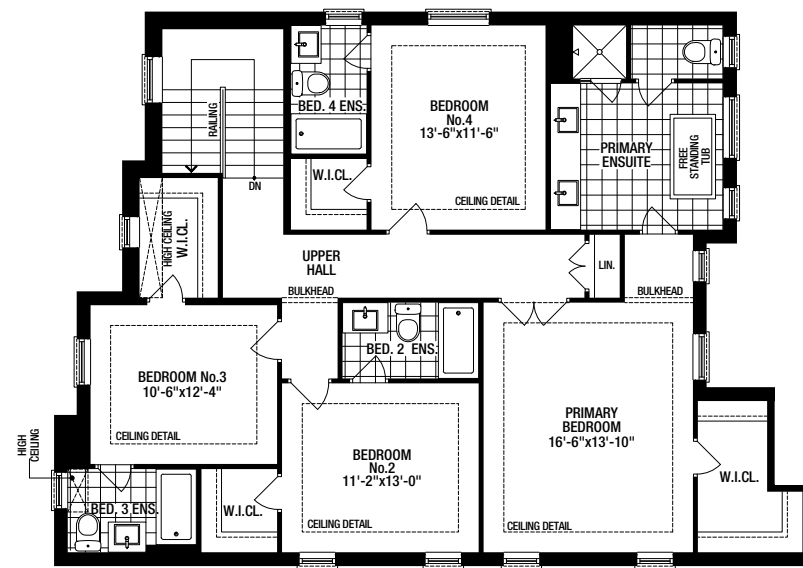 RAILING
DN
BED. 4 ENS.
W.I.CL.
BEDROOM
No.4
13'-6"x11'-6"
CEILING DETAIL
PRIMARY
ENSUITE
FREE
STANDING
TUB
HIGH CEILING
W.I.CL.
UPPER
HALL
BULKHEAD
LIN.
BULKHEAD
BEDROOM No.3
10'-6"x12'-4"
CEILING DETAIL
BED. 2 ENS.
PRIMARY
BEDROOM
16'-6"x13'-10"
CEILING DETAIL
W.I.CL.
HIGH
CEILING
BED. 3 ENS.
W.I.CL.
BEDROOM
No.2
11'-2"x13'-0"
CEILING DETAIL